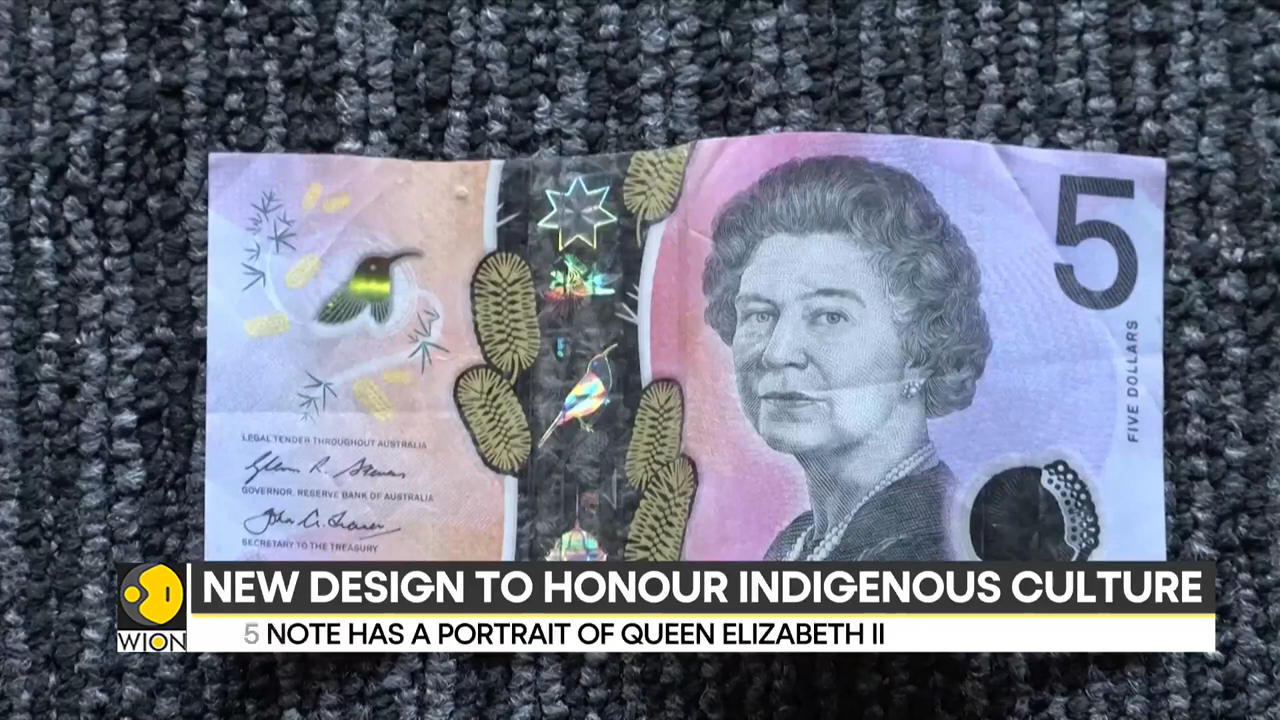 5
FIVE DOLLARS
LEGAL TENDER THROUGHOUT AUSTRALIA
GOVERNOR, RESERVE BANK OF AUSTRALIA
SECRETARY TO THE TREASURY
NEW DESIGN TO HONOUR INDIGENOUS CULTURE
5 NOTE HAS A PORTRAIT OF QUEEN ELIZABETH II
WION